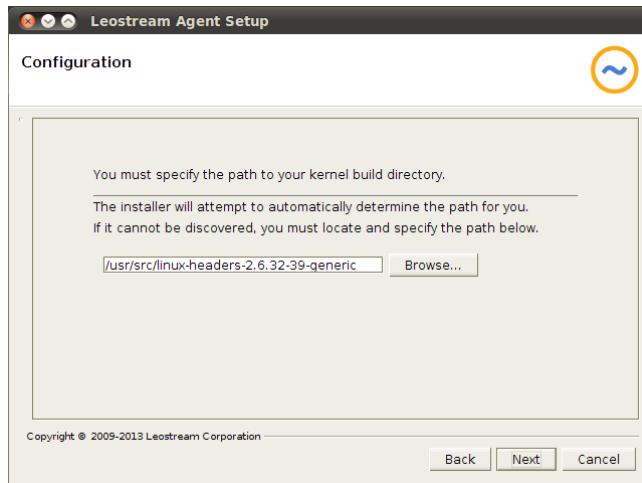 Leostream Agent Setup
Configuration
You must specify the path to your kernel build directory.
The installer will attempt to automatically determine the path for you.
If it cannot be discovered, you must locate and specify the path below.
/usr/src/linux-headers-2.6.32-39-generic Browse...
Copyright © 2009-2013 Leostream Corporation
Back Next Cancel